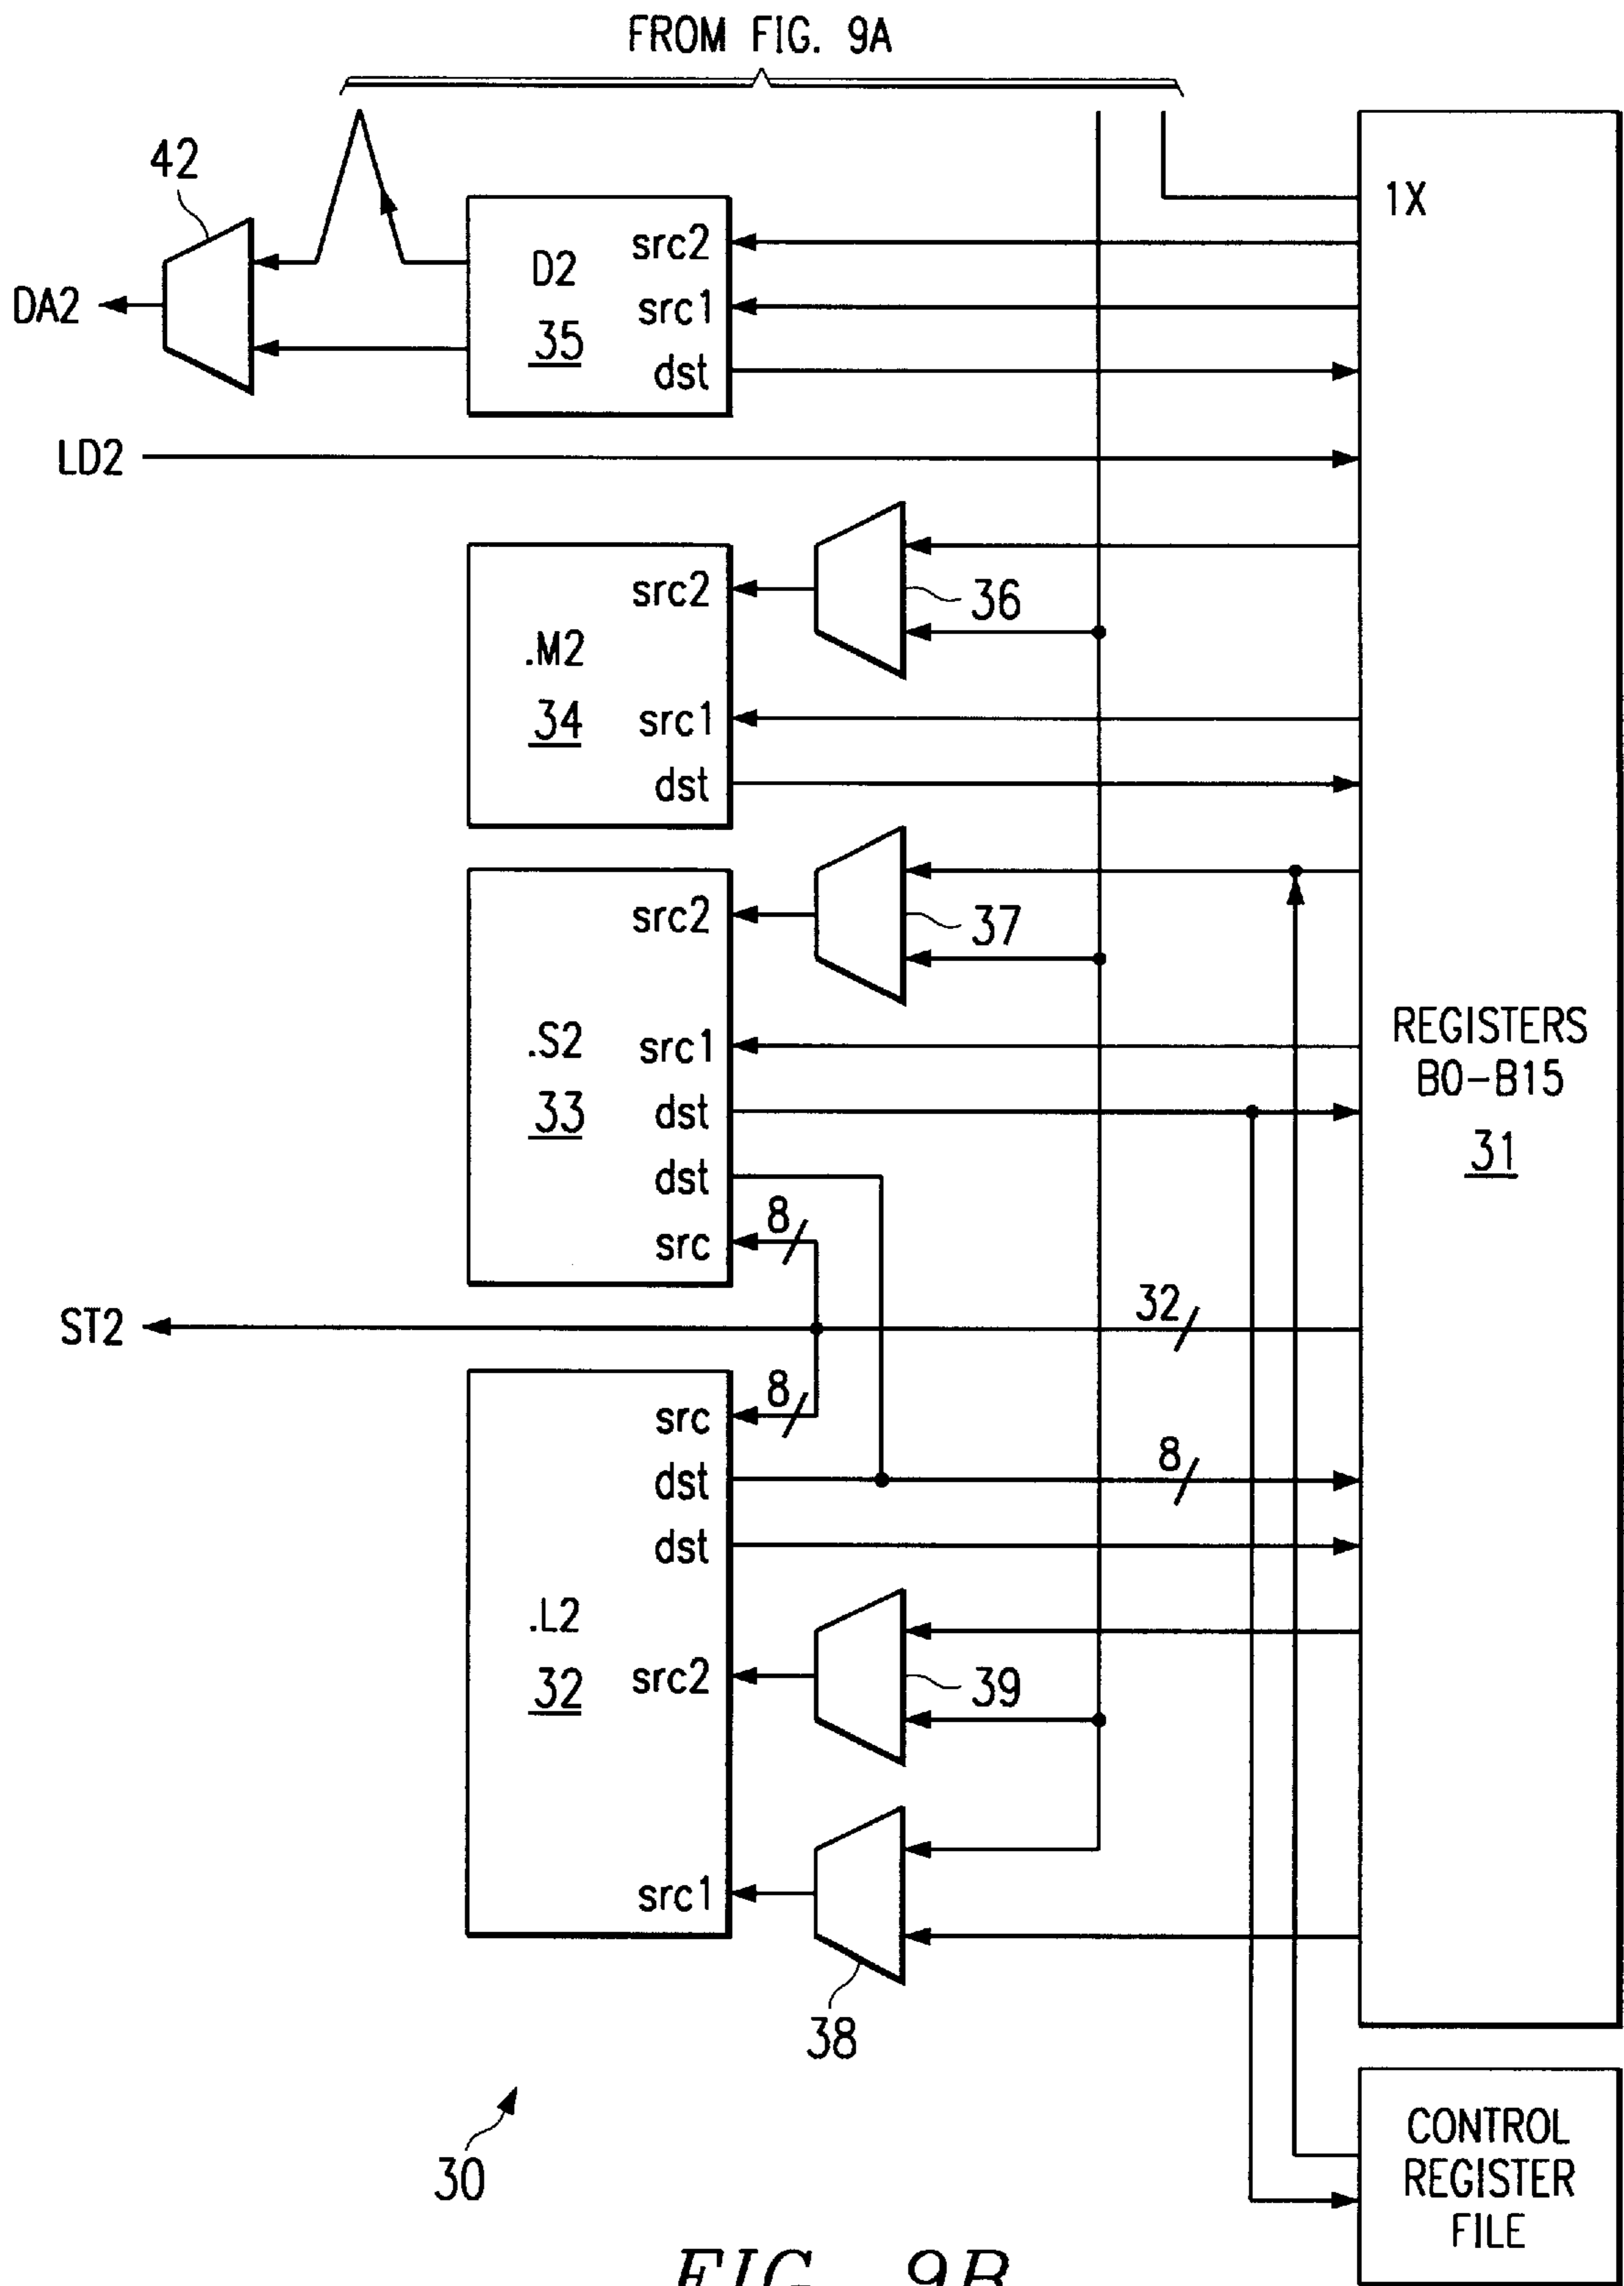 FROM FIG. 9A
42
1X
DA2
D2
35
src2
src1
dst
LD2
.M2
34
src2
src1
dst
36
.S2
33
src2
src1
dst
dst
src
37
8
REGISTERS
B0-B15
31
ST2
32
8
8
.L2
32
src
dst
dst
src2
src1
39
38
30
CONTROL
REGISTER
FILE
FIG. 9B